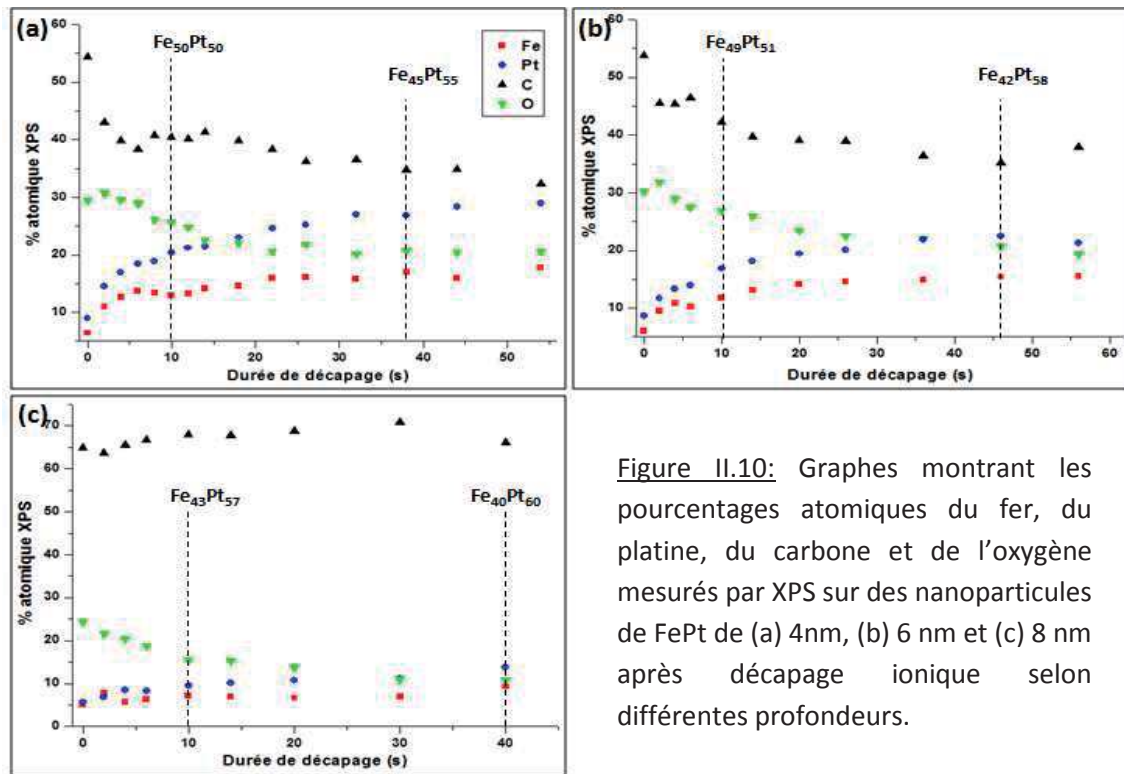 (a)
60
50
40
30
20
10
% atomique XPS
Fe50Pt50
Fe45Pt55
Fe
Pt
C
O
0 10 20 30 40 50
Durée de décapage (s)
(b)
60
50
40
30
20
10
% atomique XPS
Fe49Pt51
Fe42Pt58
0 10 20 30 40 50 60
Durée de décapage (s)
(c)
70
60
50
40
30
20
10
0
% atomique XPS
Fe43Pt57
Fe40Pt60
0 10 20 30 40
Durée de décapage (s)
Figure II.10: Graphes montrant les
pourcentages atomiques du fer, du
platine, du carbone et de l’oxygène
mesurés par XPS sur des nanoparticules
de FePt de (a) 4nm, (b) 6 nm et (c) 8 nm
après décapage ionique selon
différentes profondeurs.